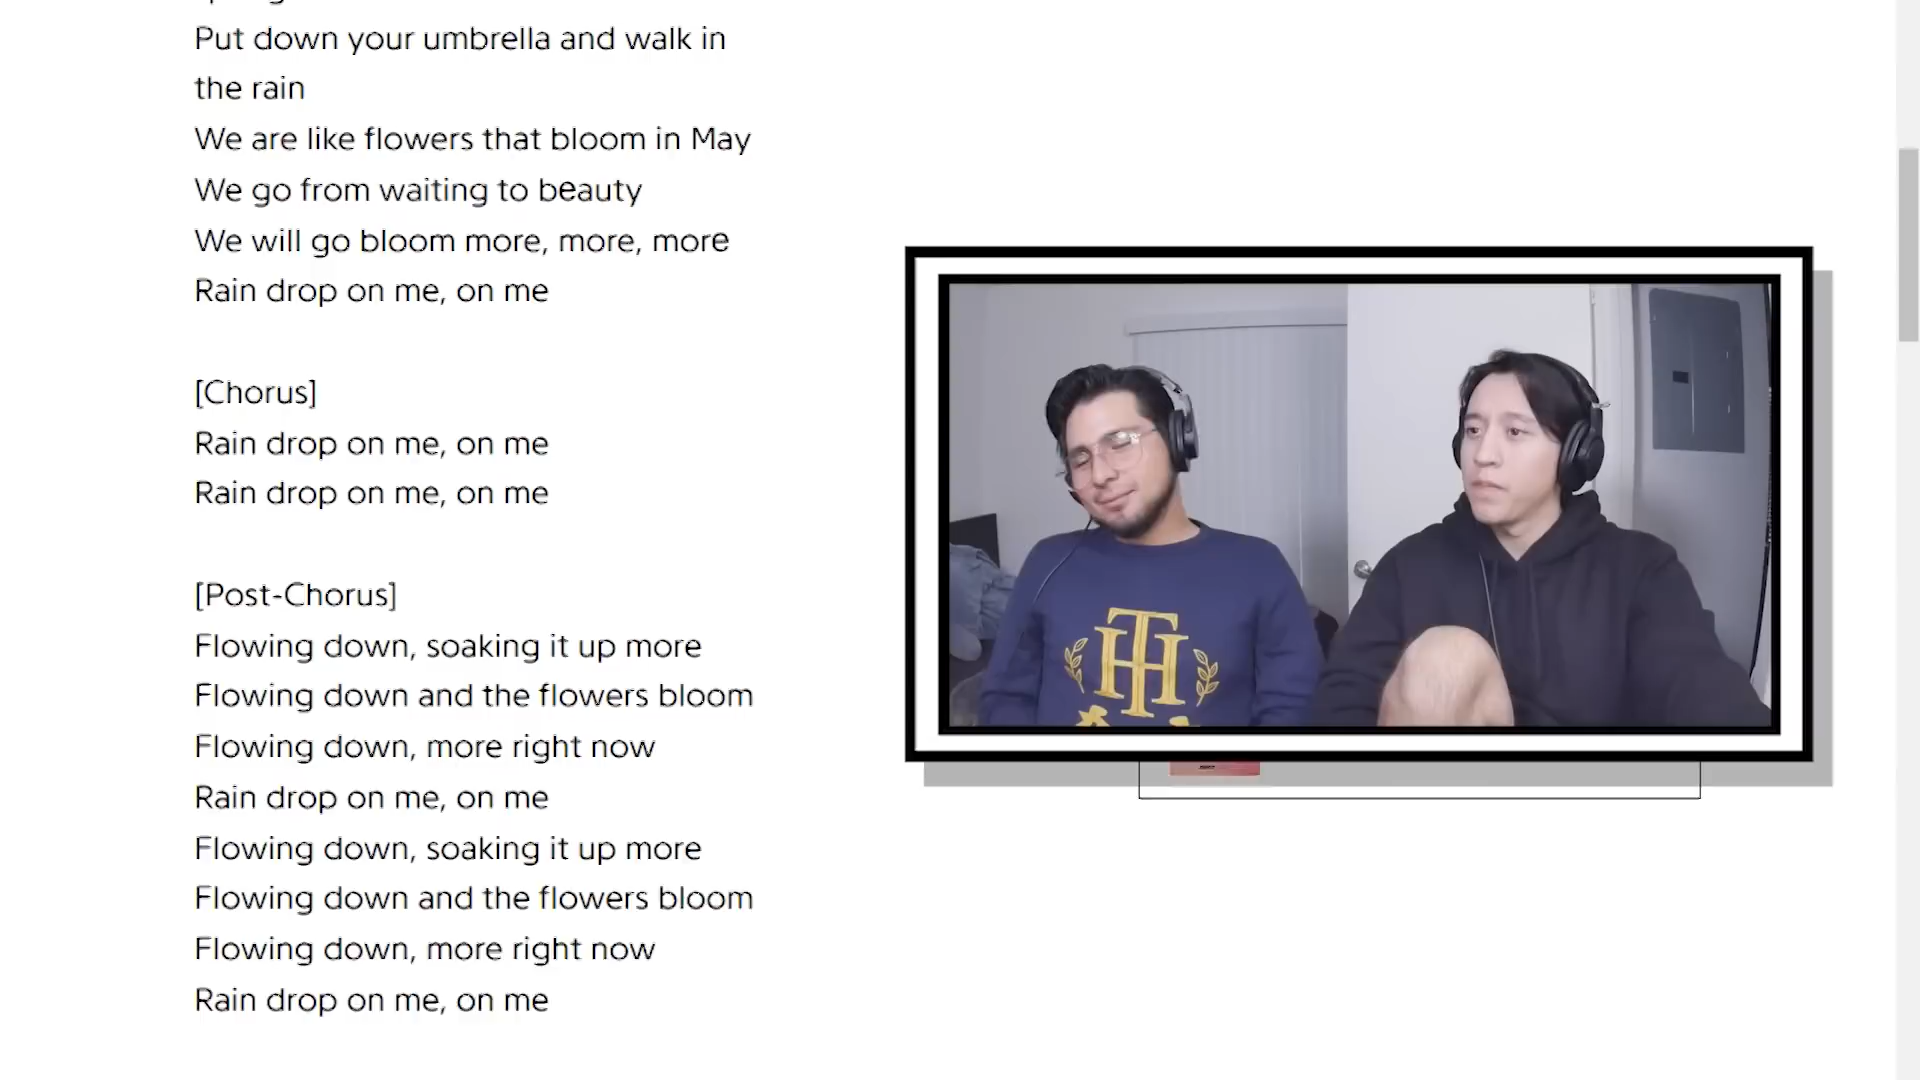 Put down your umbrella and walk in
the rain
We are like flowers that bloom in May
We go from waiting to beauty
We will go bloom more, more, more
Rain drop on me, on me
[Chorus]
Rain drop on me, on me
Rain drop on me, on me
[Post-Chorus]
Flowing down, soaking it up more
Flowing down and the flowers bloom
Flowing down, more right now
Rain drop on me, on me
Flowing down, soaking it up more
Flowing down and the flowers bloom
Flowing down, more right now
Rain drop on me, on me
TH